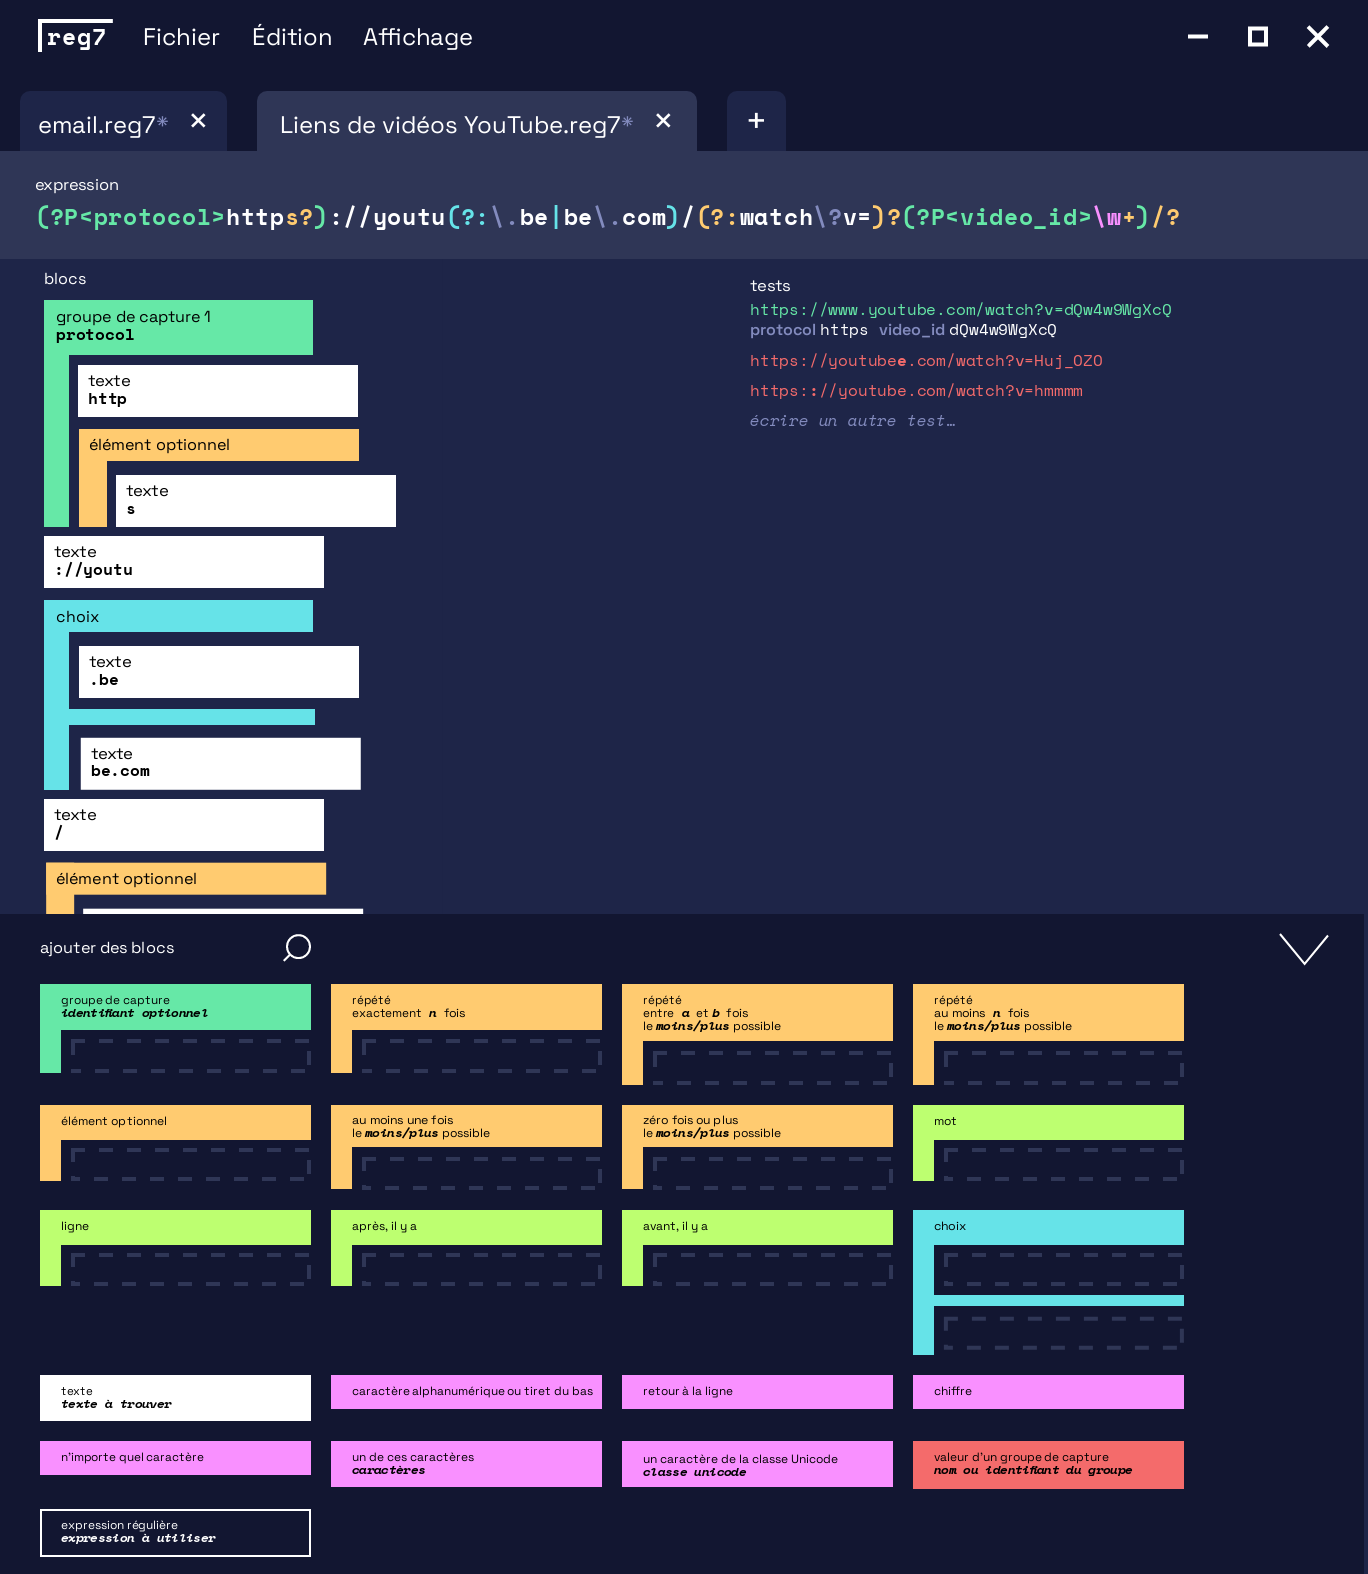 reg7 Fichier Édition Affichage
email.reg7* × Liens de vidéos YouTube.reg7* × +
expression
(?P<protocol>https?)://youtu(?:\.be|be\.com)/(?:watch\?v=)?(?P<video_id>\w+)/?
blocs
groupe de capture 1
protocol
texte
http
élément optionnel
texte
s
texte
://youtu
choix
texte
.be
texte
be.com
texte
/
élément optionnel
tests
https://www.youtube.com/watch?v=dQw4w9WgXcQ
protocol https video_id dQw4w9WgXcQ
https://youtubee.com/watch?v=Huj_OZO
https:://youtube.com/watch?v=hmmmm
écrire un autre test…
ajouter des blocs
groupe de capture
identifiant optionnel
répété
exactement n fois
répété
entre a et b fois
le moins/plus possible
répété
au moins n fois
le moins/plus possible
élément optionnel
au moins une fois
le moins/plus possible
zéro fois ou plus
le moins/plus possible
mot
ligne
après, il y a
avant, il y a
choix
texte
texte à trouver
caractère alphanumérique ou tiret du bas
retour à la ligne
chiffre
n'importe quel caractère
un de ces caractères
caractères
un caractère de la classe Unicode
classe unicode
valeur d'un groupe de capture
nom ou identifiant du groupe
expression régulière
expression à utiliser